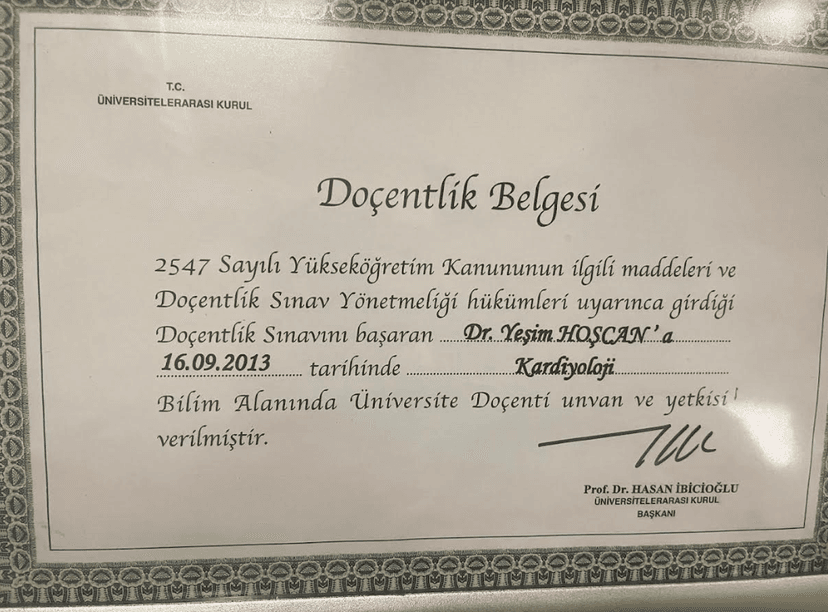 T.C.
ÜNİVERSİTELERARASI KURUL
Doçentlik Belgesi
2547 Sayılı Yükseköğretim Kanununun ilgili maddeleri ve
Doçentlik Sınav Yönetmeliği hükümleri uyarınca girdiği
Doçentlik Sınavını başaran ......Dr. Yeşim HOŞCAN'a..............
16.09.2013 ........ tarihinde ........................Kardiyoloji..........................
Bilim Alanında Üniversite Doçenti unvan ve yetkisi
verilmiştir.
Prof. Dr. HASAN İBİCİOĞLU
ÜNİVERSİTELERARASI KURUL
BAŞKANI